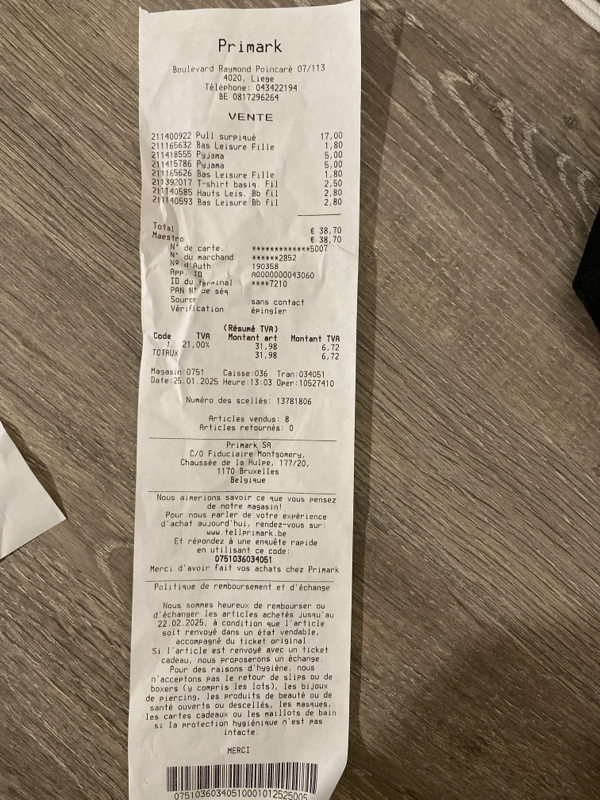 Primark
Boulevard Raymond Poincaré 07/113
4020, Liege
Téléphone: 043422194
BE 0817296264
VENTE
211400922 Pull surpiqué 17,00
211165632 Bas Leisure Fille 1,80
211418555 Pyjama 5,00
211415786 Pyjama 5,00
211165626 Bas Leisure Fille 1,80
211392017 T-shirt basiq. Fil 2,50
211140585 Hauts Leis. Bb fil 2,80
211140593 Bas Leisure Bb fil 2,80
Total € 38,70
Maestro € 38,70
N° de carte. ************5007
N° du marchand ******2852
Nº d'Auth 190358
App. ID A0000000043060
ID du terminal ****7210
PAN Nº de séq
Source sans contact
Vérification épingler
(Résumé TVA)
Code TVA Montant art Montant TVA
1 21,00% 31,98 6,72
TOTAUX 31,98 6,72
Magasin:0751 Caisse:036 Tran:034051
Date:25.01.2025 Heure:13:03 Oper:10527410
Numéro des scellés: 13781806
Articles vendus: 8
Articles retournés: 0
Primark SA
C/O Fiduciaire Montgomery,
Chaussée de la Hulpe, 177/20,
1170 Bruxelles
Belgique
Nous aimerions savoir ce que vous pensez
de notre magasin!
Pour nous parler de votre expérience
d'achat aujourd'hui, rendez-vous sur:
www.tellprimark.be
Et répondez à une enquête rapide
en utilisant ce code:
0751036034051
Merci d'avoir fait vos achats chez Primark
Politique de remboursement et d'échange
Nous sommes heureux de rembourser ou
d'échanger les articles achetés jusqu'au
22.02.2025, à condition que l'article
soit renvoyé dans un état vendable,
accompagné du ticket original.
Si l'article est renvoyé avec un ticket
cadeau, nous proposerons un échange.
Pour des raisons d'hygiène, nous
n'acceptons pas le retour de slips ou de
boxers (y compris les lots), les bijoux
de piercing, les produits de beauté ou de
santé ouverts ou descellés, les masques,
les cartes cadeaux ou les maillots de bain
si la protection hygiénique n'est pas
intacte.
MERCI
07510360340510001012525005